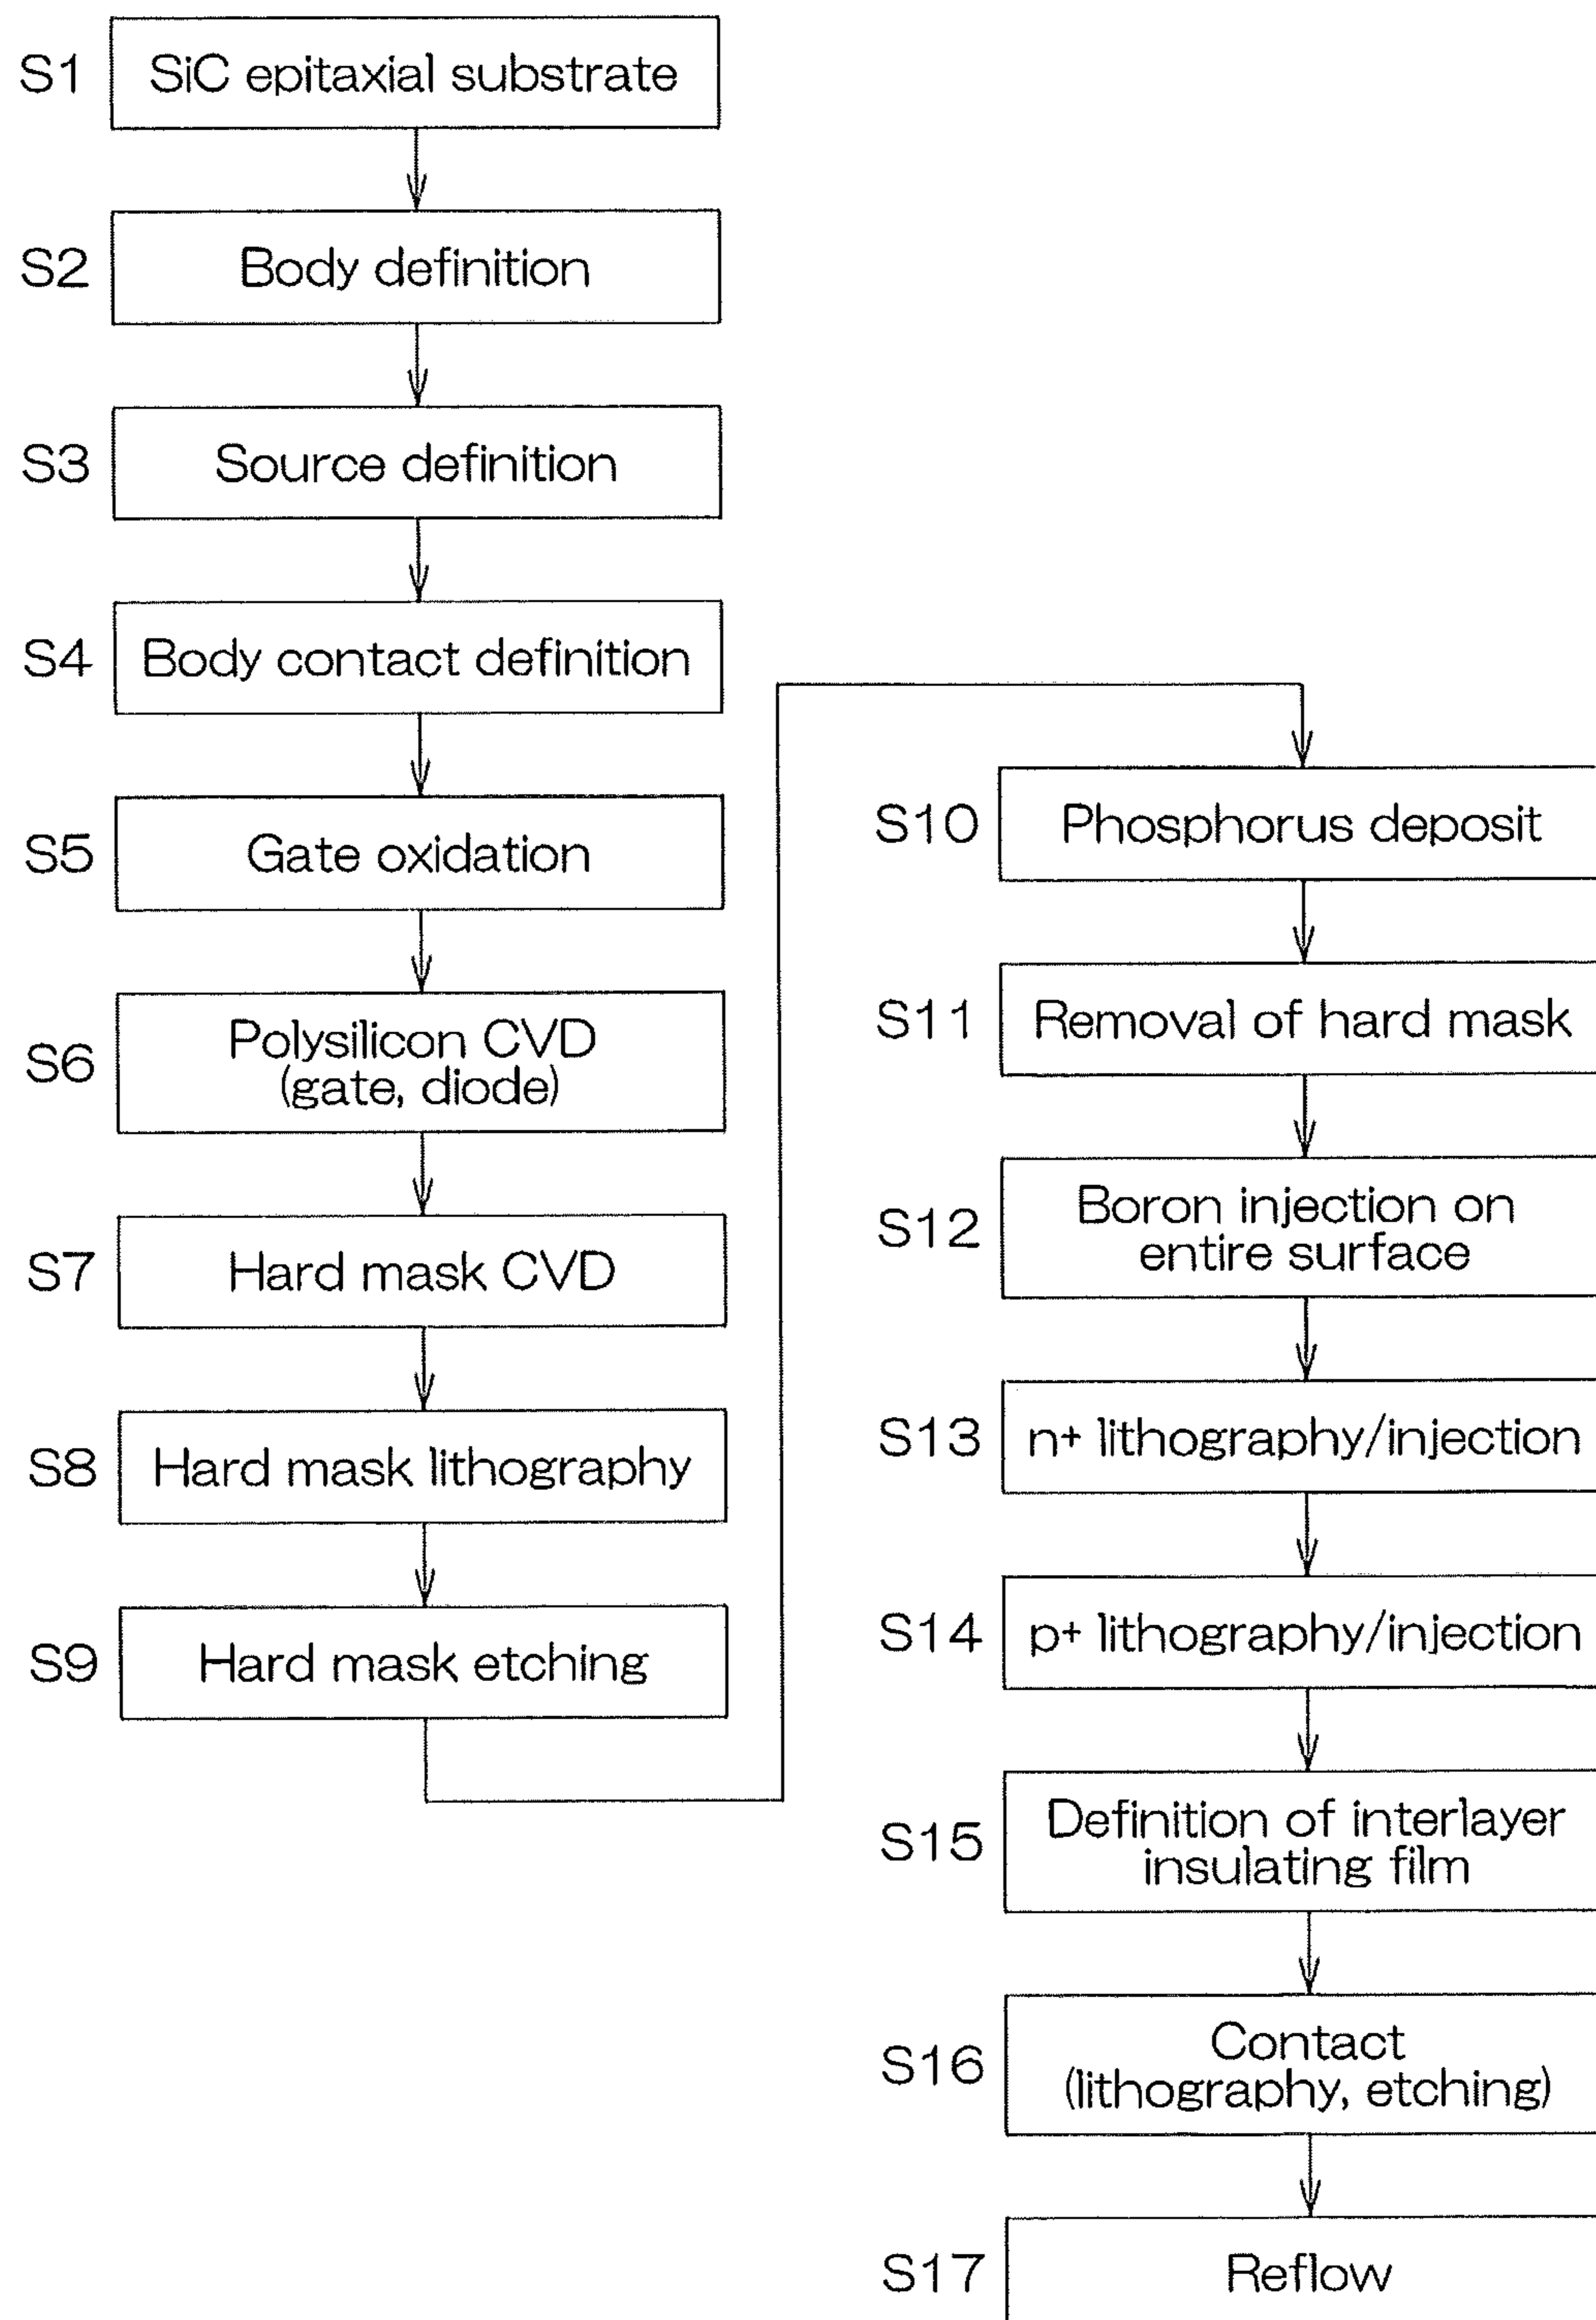 S1 SiC epitaxial substrate
S2 Body definition
S3 Source definition
S4 Body contact definition
S5 Gate oxidation
S6 Polysilicon CVD
(gate, diode)
S7 Hard mask CVD
S8 Hard mask lithography
S9 Hard mask etching
S10 Phosphorus deposit
S11 Removal of hard mask
S12 Boron injection on
entire surface
S13 n+ lithography/injection
S14 p+ lithography/injection
S15 Definition of interlayer
insulating film
S16 Contact
(lithography, etching)
S17 Reflow